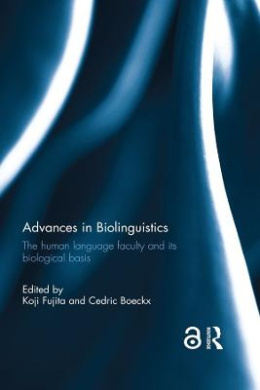 Advances in Biolinguistics
The human language faculty and its
biological basis
Edited by
Koji Fujita and Cedric Boeckx